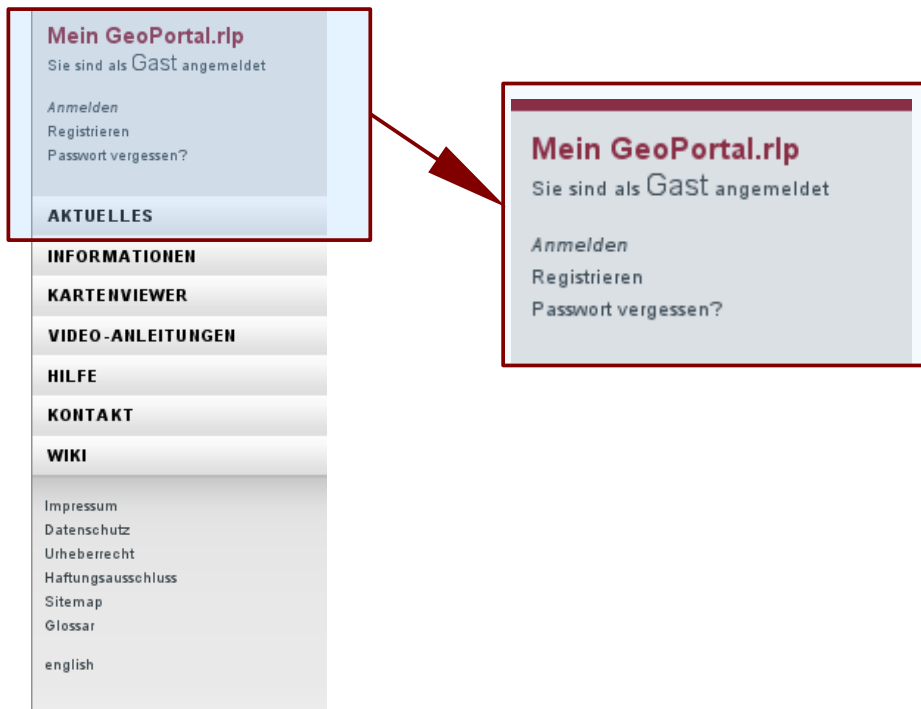 Mein GeoPortal.rlp
Sie sind als Gast angemeldet
Anmelden
Registrieren
Passwort vergessen?
AKTUELLES
INFORMATIONEN
KARTENVIEWER
VIDEO-ANLEITUNGEN
HILFE
KONTAKT
WIKI
Impressum
Datenschutz
Urheberrecht
Haftungsausschluss
Sitemap
Glossar
english
Mein GeoPortal.rlp
Sie sind als Gast angemeldet
Anmelden
Registrieren
Passwort vergessen?